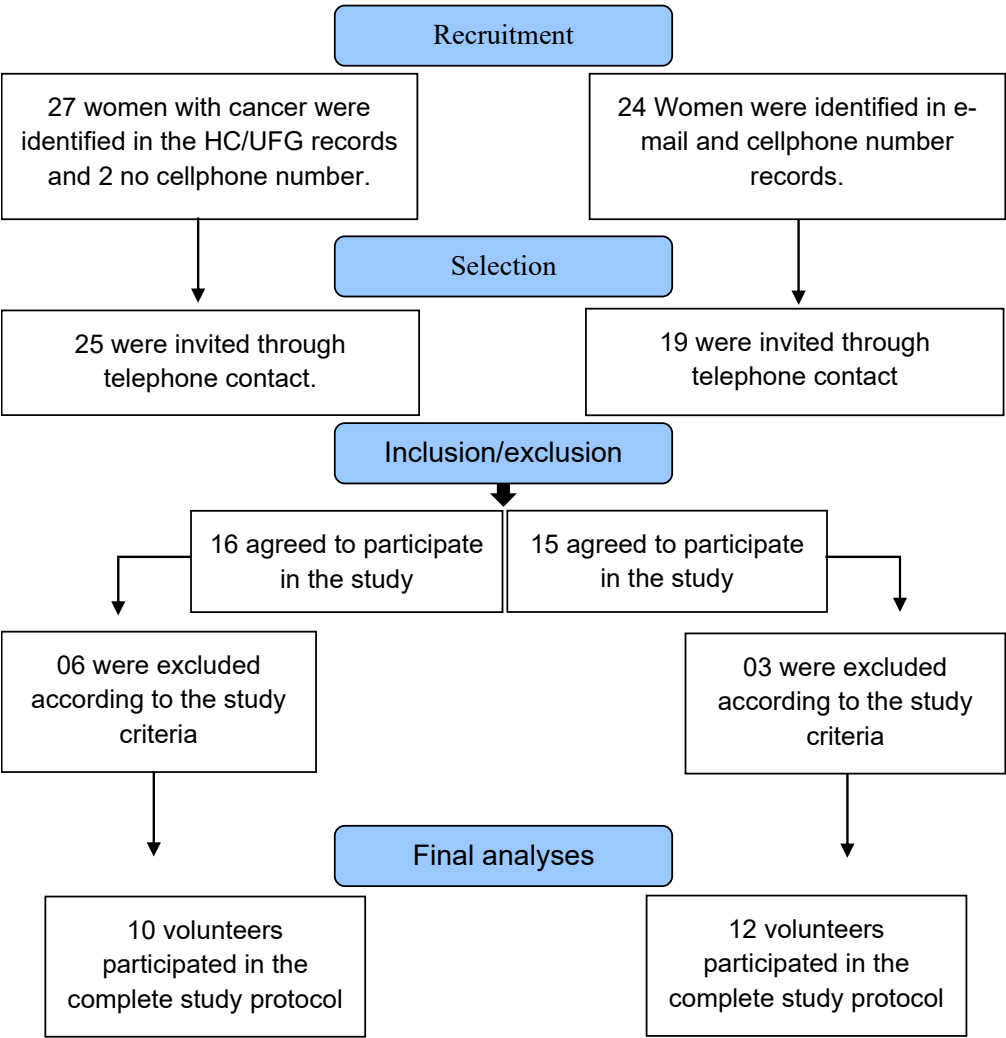 Recruitment
27 women with cancer were
identified in the HC/UFG records
and 2 no cellphone number.
24 Women were identified in e-
mail and cellphone number
records.
Selection
25 were invited through
telephone contact.
19 were invited through
telephone contact
Inclusion/exclusion
16 agreed to participate
in the study
15 agreed to participate
in the study
06 were excluded
according to the study
criteria
03 were excluded
according to the study
criteria
Final analyses
10 volunteers
participated in the
complete study protocol
12 volunteers
participated in the
complete study protocol